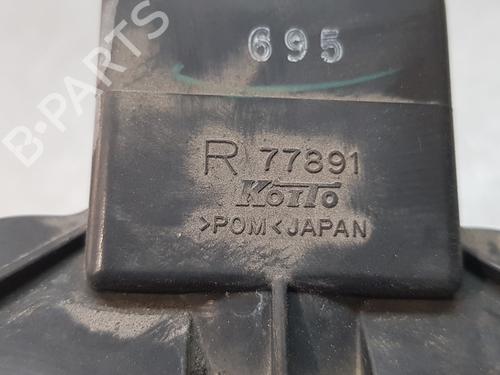 695
R 77891
KOITO
>POM< JAPAN
B-PARTS